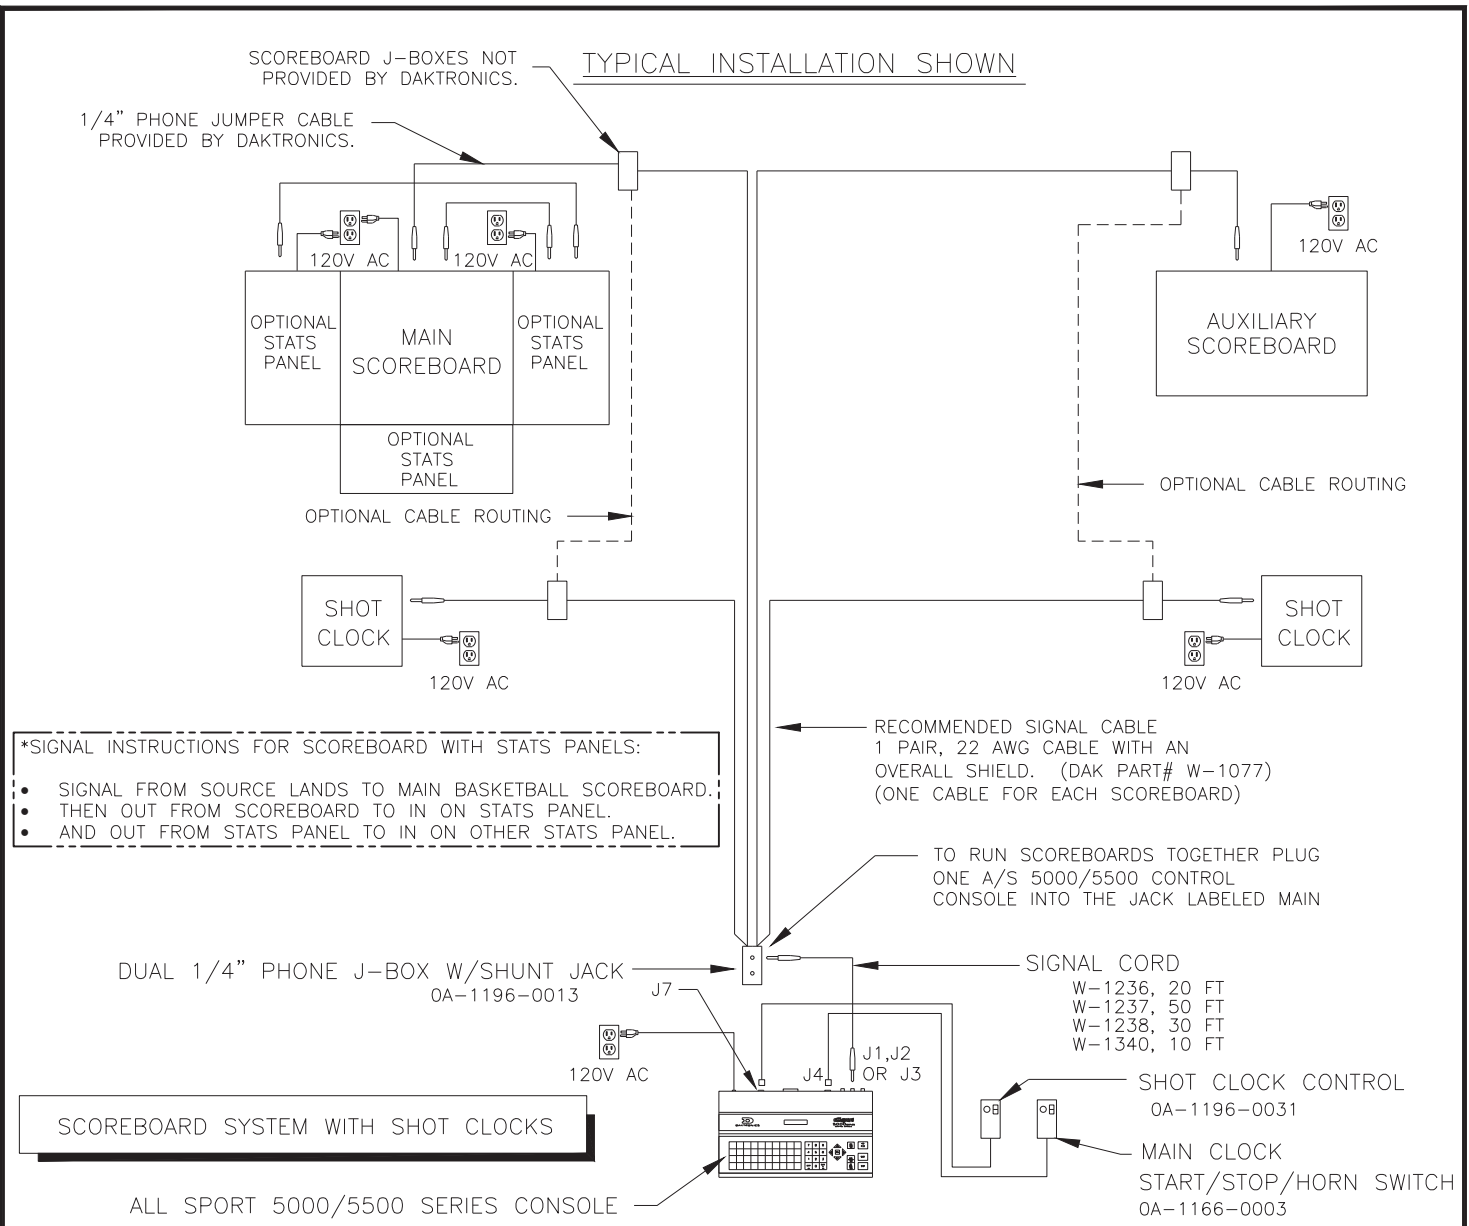 TYPICAL INSTALLATION SHOWN
SCOREBOARD J-BOXES NOT
PROVIDED BY DAKTRONICS.
1/4" PHONE JUMPER CABLE
PROVIDED BY DAKTRONICS.
120V AC
120V AC
120V AC
OPTIONAL
STATS
PANEL
MAIN
SCOREBOARD
OPTIONAL
STATS
PANEL
AUXILIARY
SCOREBOARD
OPTIONAL
STATS
PANEL
OPTIONAL CABLE ROUTING
OPTIONAL CABLE ROUTING
SHOT
CLOCK
120V AC
SHOT
CLOCK
120V AC
RECOMMENDED SIGNAL CABLE
1 PAIR, 22 AWG CABLE WITH AN
OVERALL SHIELD. (DAK PART# W-1077)
(ONE CABLE FOR EACH SCOREBOARD)
*SIGNAL INSTRUCTIONS FOR SCOREBOARD WITH STATS PANELS:
• SIGNAL FROM SOURCE LANDS TO MAIN BASKETBALL SCOREBOARD.
• THEN OUT FROM SCOREBOARD TO IN ON STATS PANEL.
• AND OUT FROM STATS PANEL TO IN ON OTHER STATS PANEL.
TO RUN SCOREBOARDS TOGETHER PLUG
ONE A/S 5000/5500 CONTROL
CONSOLE INTO THE JACK LABELED MAIN
DUAL 1/4" PHONE J-BOX W/SHUNT JACK
0A-1196-0013
SIGNAL CORD
W-1236, 20 FT
W-1237, 50 FT
W-1238, 30 FT
W-1340, 10 FT
J7
120V AC
J4
J1,J2
OR J3
SHOT CLOCK CONTROL
0A-1196-0031
MAIN CLOCK
START/STOP/HORN SWITCH
0A-1166-0003
SCOREBOARD SYSTEM WITH SHOT CLOCKS
DAKTRONICS
ALL SPORT 5000/5500 SERIES CONSOLE